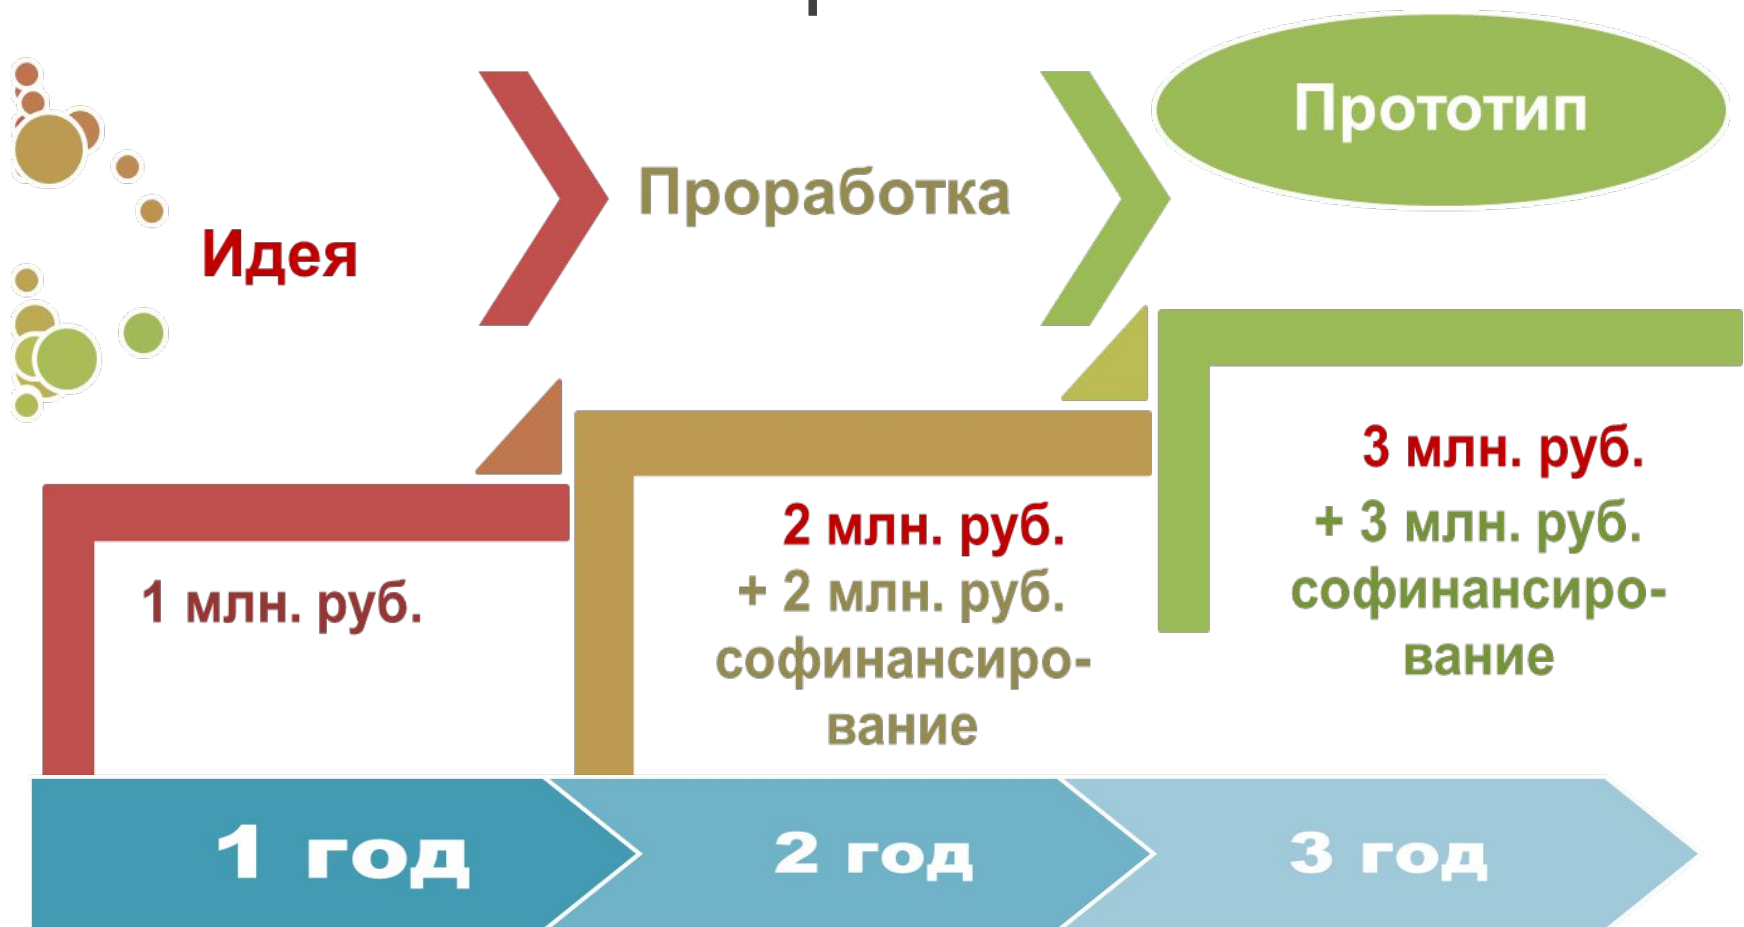 Идея
Проработка
Прототип
1 млн. руб.
2 млн. руб.
+ 2 млн. руб.
софинансиро-
вание
3 млн. руб.
+ 3 млн. руб.
софинансиро-
вание
1 год
2 год
3 год